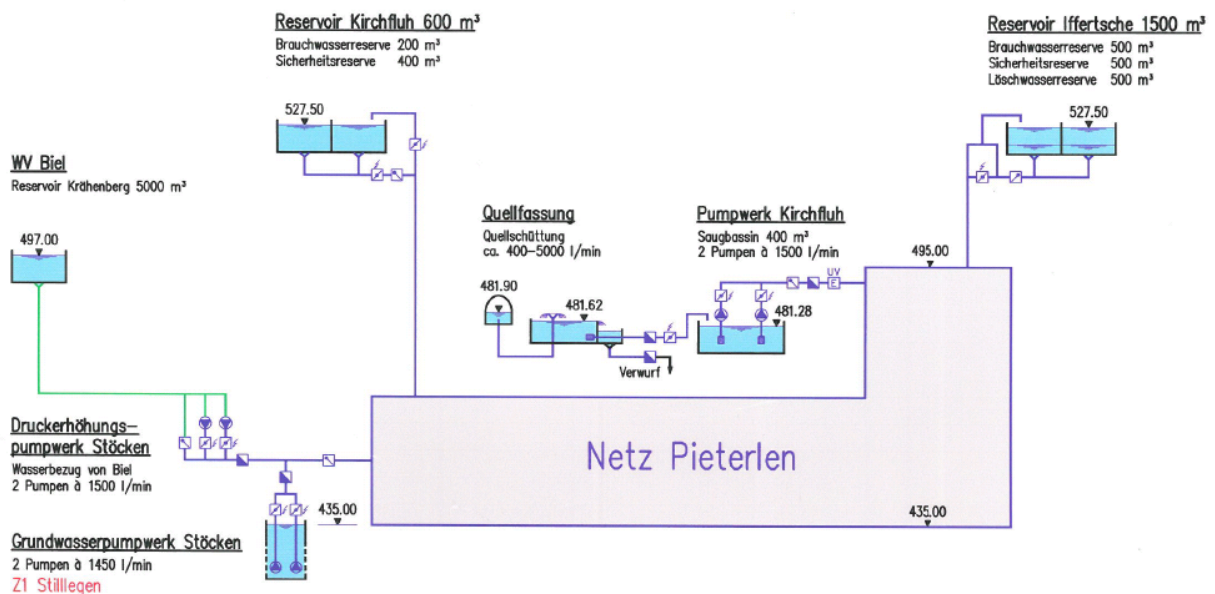 Reservoir Kirchfluh 600 m³
Brauchwasserreserve 200 m³
Sicherheitsreserve 400 m³
527.50
Reservoir Iffertsche 1500 m³
Brauchwasserreserve 500 m³
Sicherheitsreserve 500 m³
Löschwasserreserve 500 m³
527.50
WV Biel
Reservoir Krähenberg 5000 m³
497.00
Quellfassung
Quellschüttung
ca. 400–5000 l/min
481.90
481.62
Verwurf
Pumpwerk Kirchfluh
Saugbassin 400 m³
2 Pumpen à 1500 l/min
UV
E
481.28
495.00
Druckerhöhungs-
pumpwerk Stöcken
Wasserbezug von Biel
2 Pumpen à 1500 l/min
Netz Pieterlen
435.00
435.00
Grundwasserpumpwerk Stöcken
2 Pumpen à 1450 l/min
Z1 Stilllegen